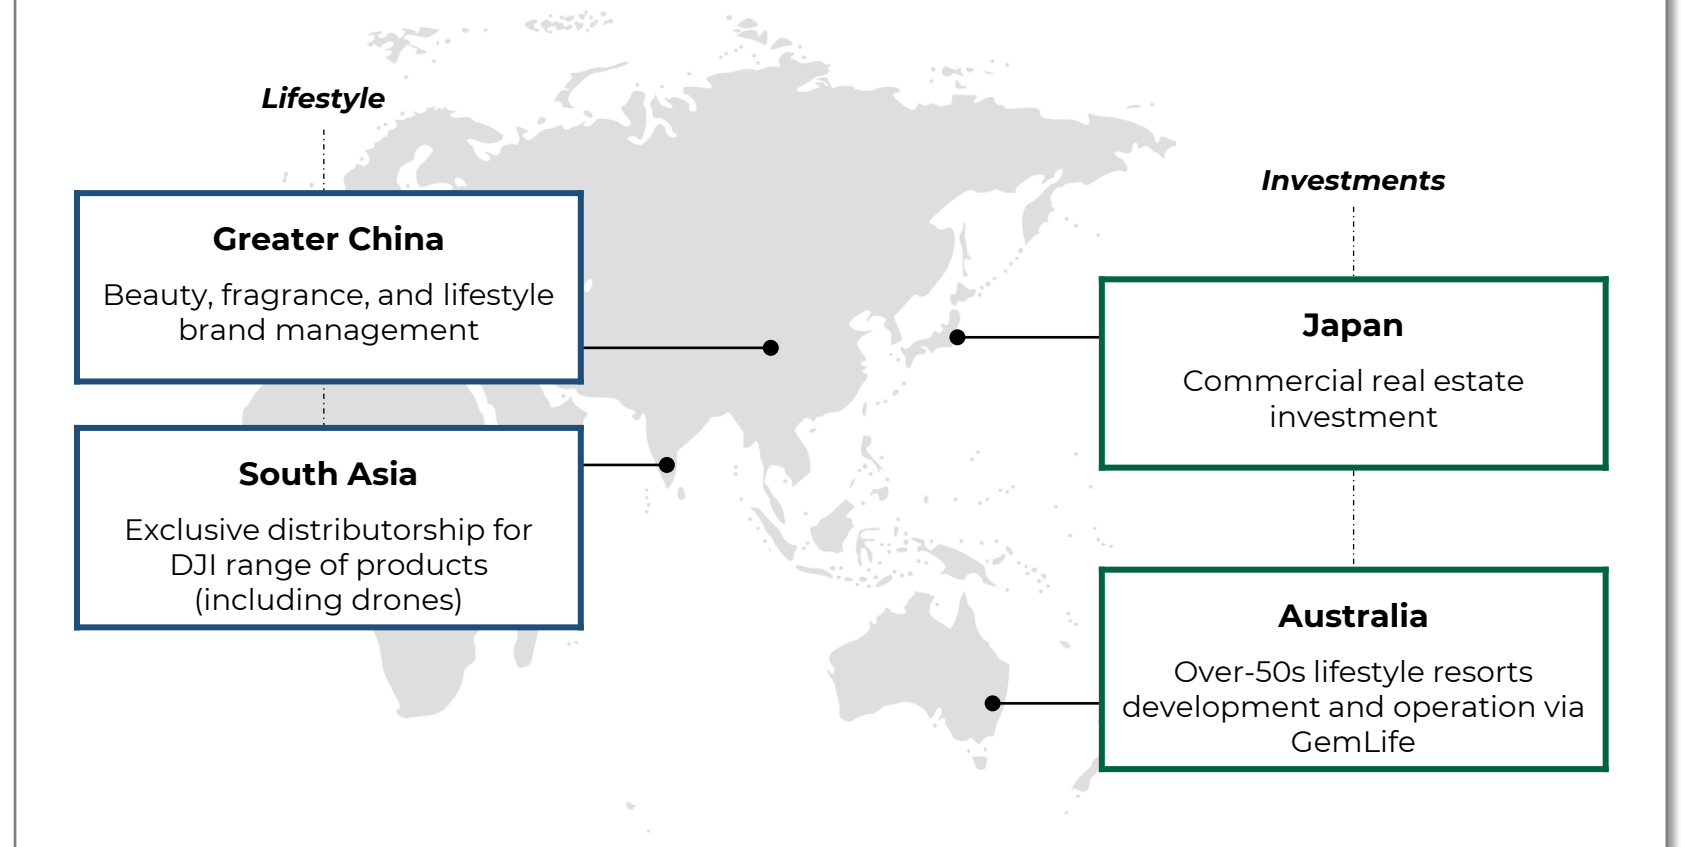 Lifestyle
Greater China
Beauty, fragrance, and lifestyle
brand management
South Asia
Exclusive distributorship for
DJI range of products
(including drones)
Investments
Japan
Commercial real estate
investment
Australia
Over-50s lifestyle resorts
development and operation via
GemLife